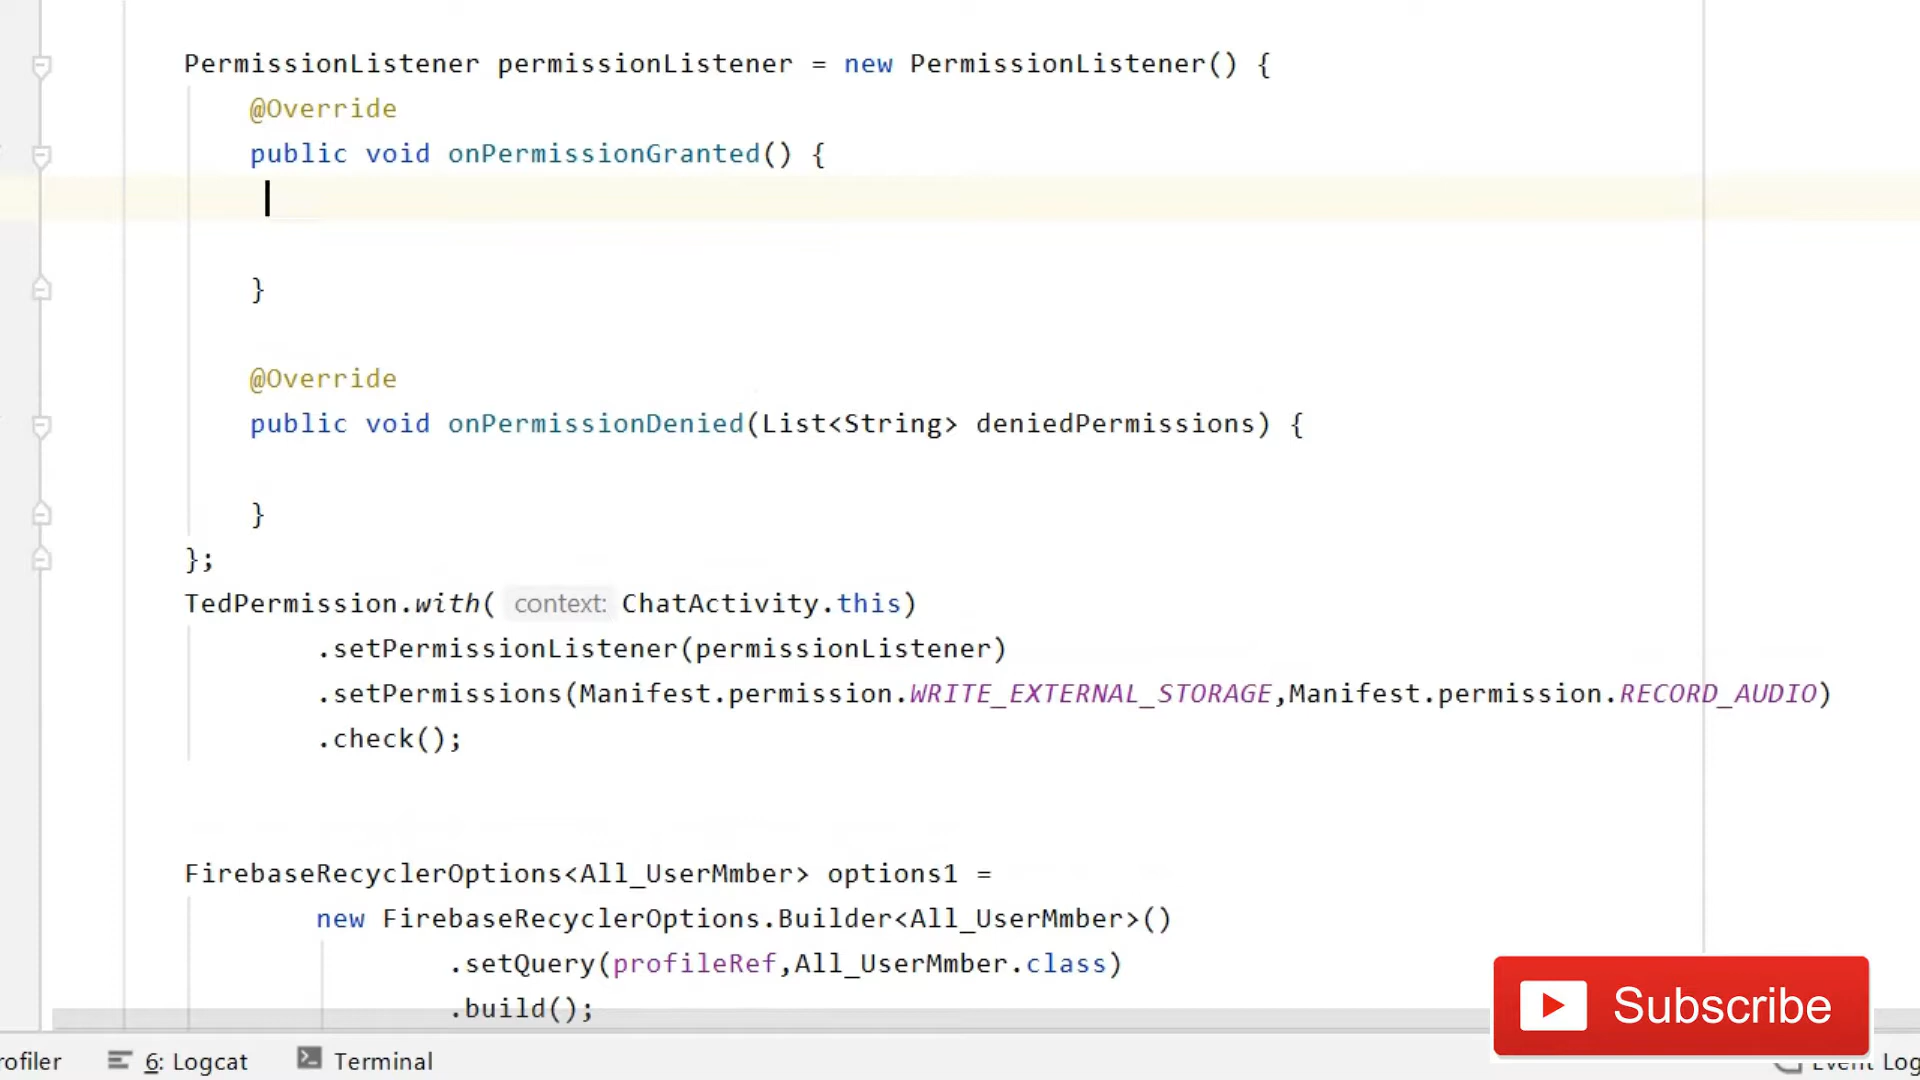 PermissionListener permissionListener = new PermissionListener() {
@Override
public void onPermissionGranted() {
}
@Override
public void onPermissionDenied(List<String> deniedPermissions) {
}
};
TedPermission.with( context: ChatActivity.this)
.setPermissionListener(permissionListener)
.setPermissions(Manifest.permission.WRITE_EXTERNAL_STORAGE,Manifest.permission.RECORD_AUDIO)
.check();
FirebaseRecyclerOptions<All_UserMmber> options1 =
new FirebaseRecyclerOptions.Builder<All_UserMmber>()
.setQuery(profileRef,All_UserMmber.class)
.build();
Subscribe
rofiler 6: Logcat Terminal Event Log